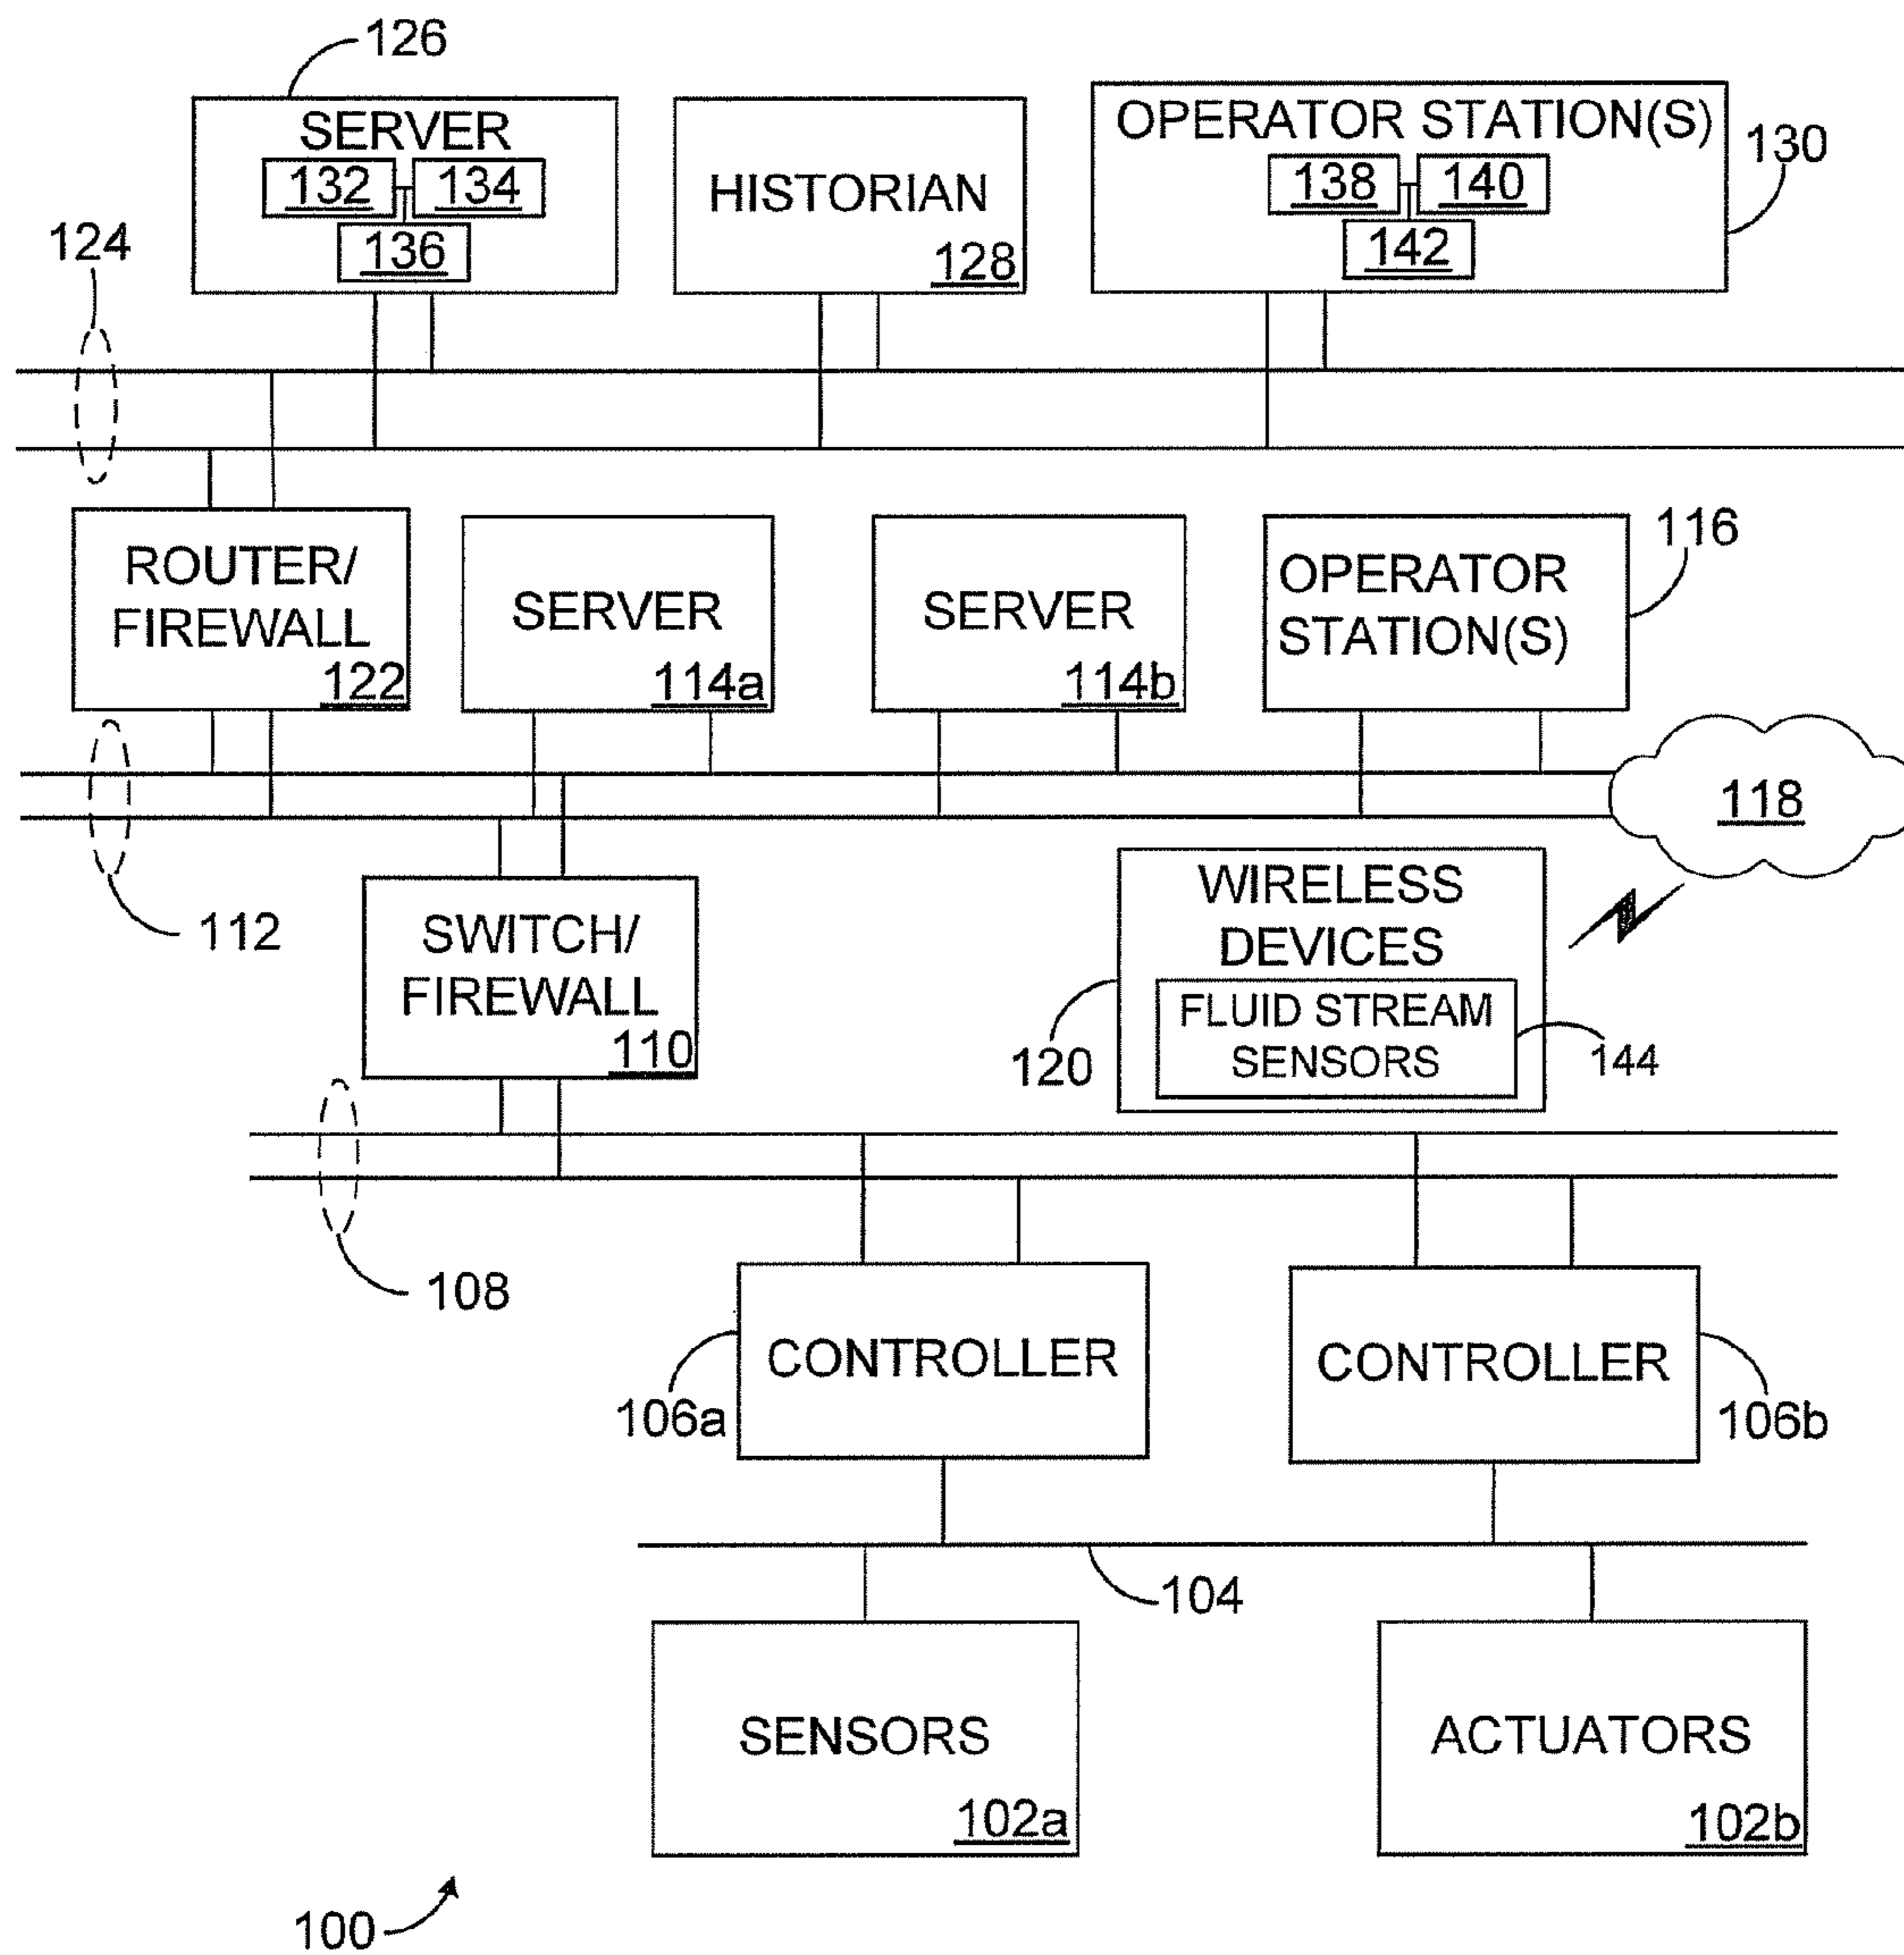 126
SERVER
132
134
136
HISTORIAN
128
OPERATOR STATION(S)
138
140
142
130
124
ROUTER/
FIREWALL
122
SERVER
114a
SERVER
114b
OPERATOR
STATION(S)
116
118
112
SWITCH/
FIREWALL
110
WIRELESS
DEVICES
FLUID STREAM
SENSORS
120
144
108
CONTROLLER
106a
CONTROLLER
106b
104
SENSORS
102a
ACTUATORS
102b
100